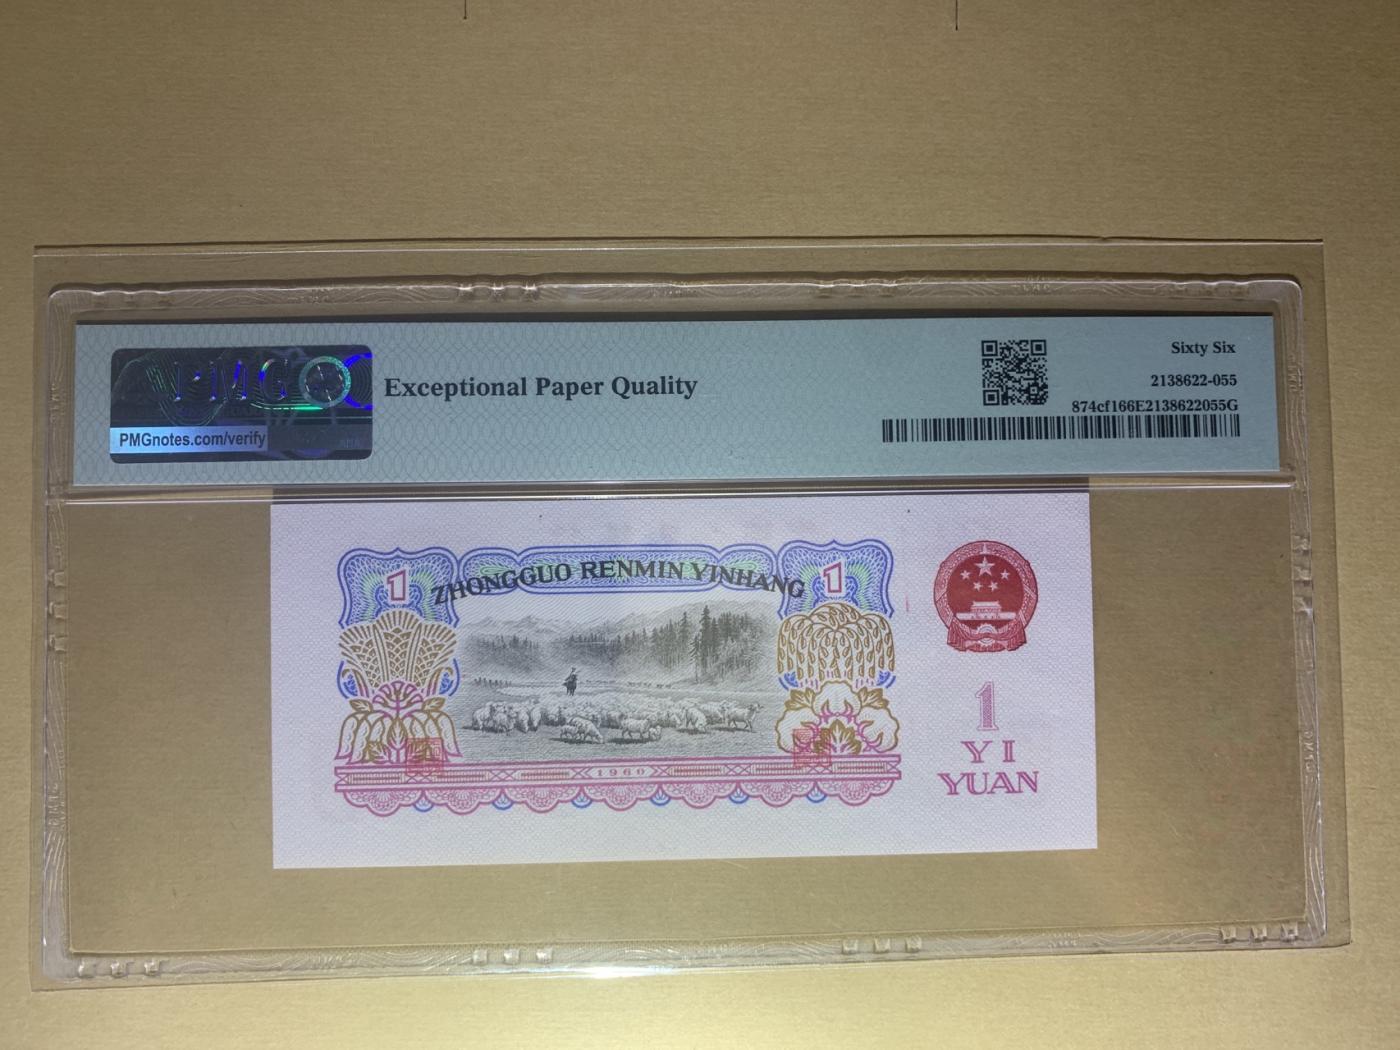 PMG
PMGnotes.com/verify
Exceptional Paper Quality
Sixty Six
2138622-055
874cf166E2138622055G
1 ZHONGGUO RENMIN YINHANG 1
1960
1
YI
YUAN